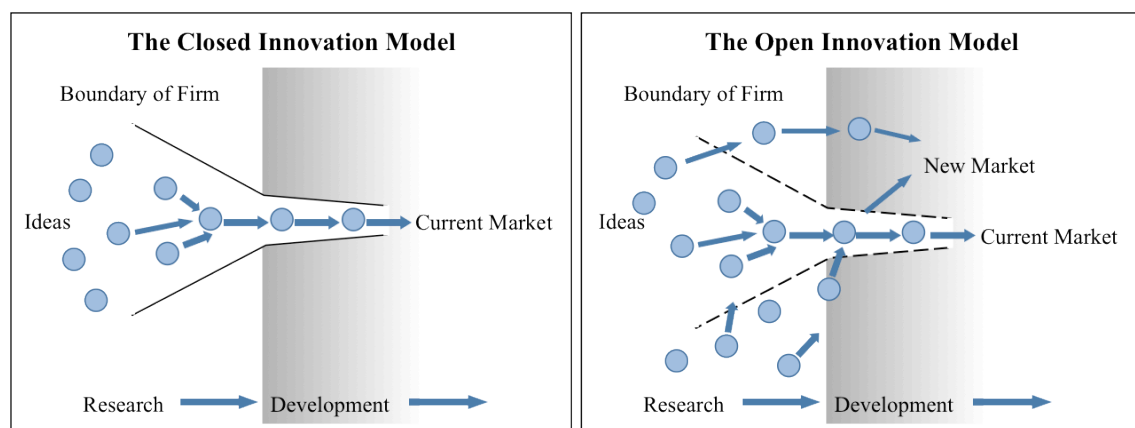 The Closed Innovation Model
Boundary of Firm
Ideas
Current Market
Research
Development
The Open Innovation Model
Boundary of Firm
New Market
Ideas
Current Market
Research
Development